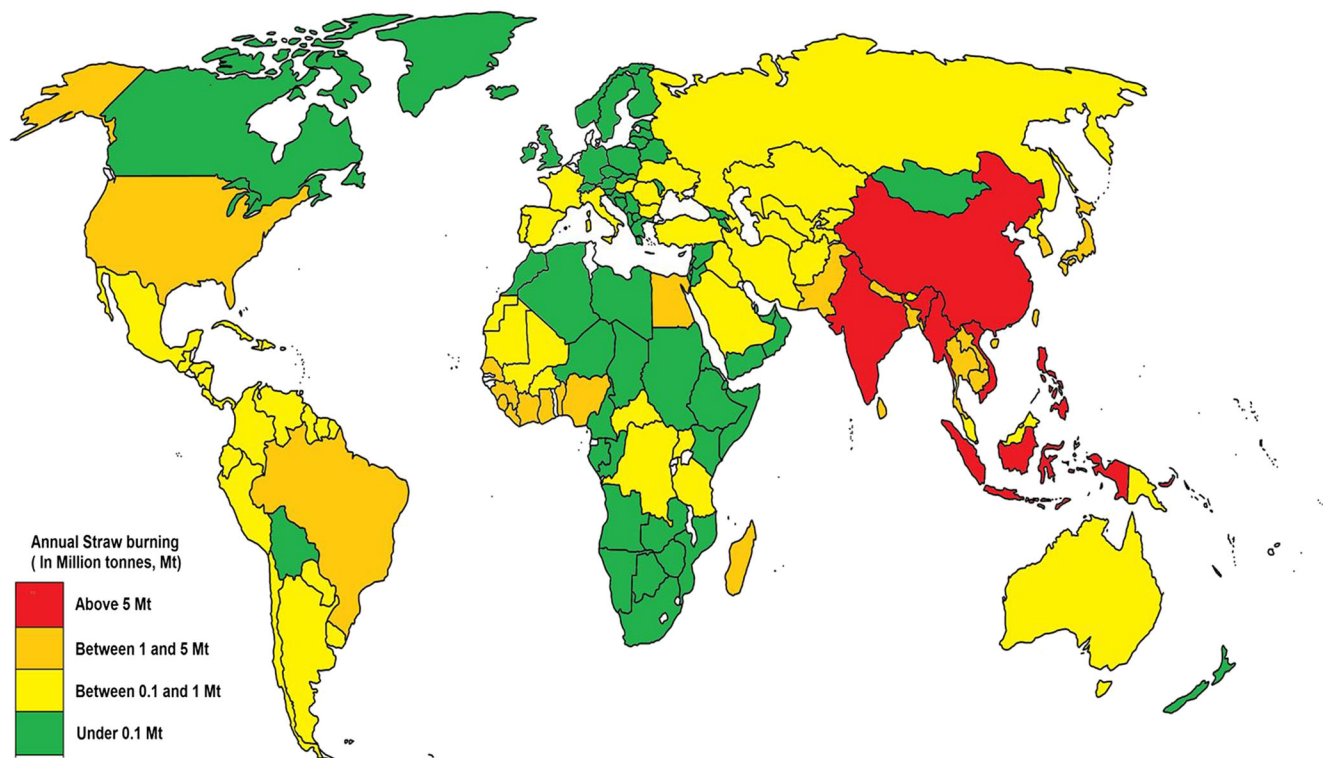 Annual Straw burning
( In Million tonnes, Mt)
Above 5 Mt
Between 1 and 5 Mt
Between 0.1 and 1 Mt
Under 0.1 Mt